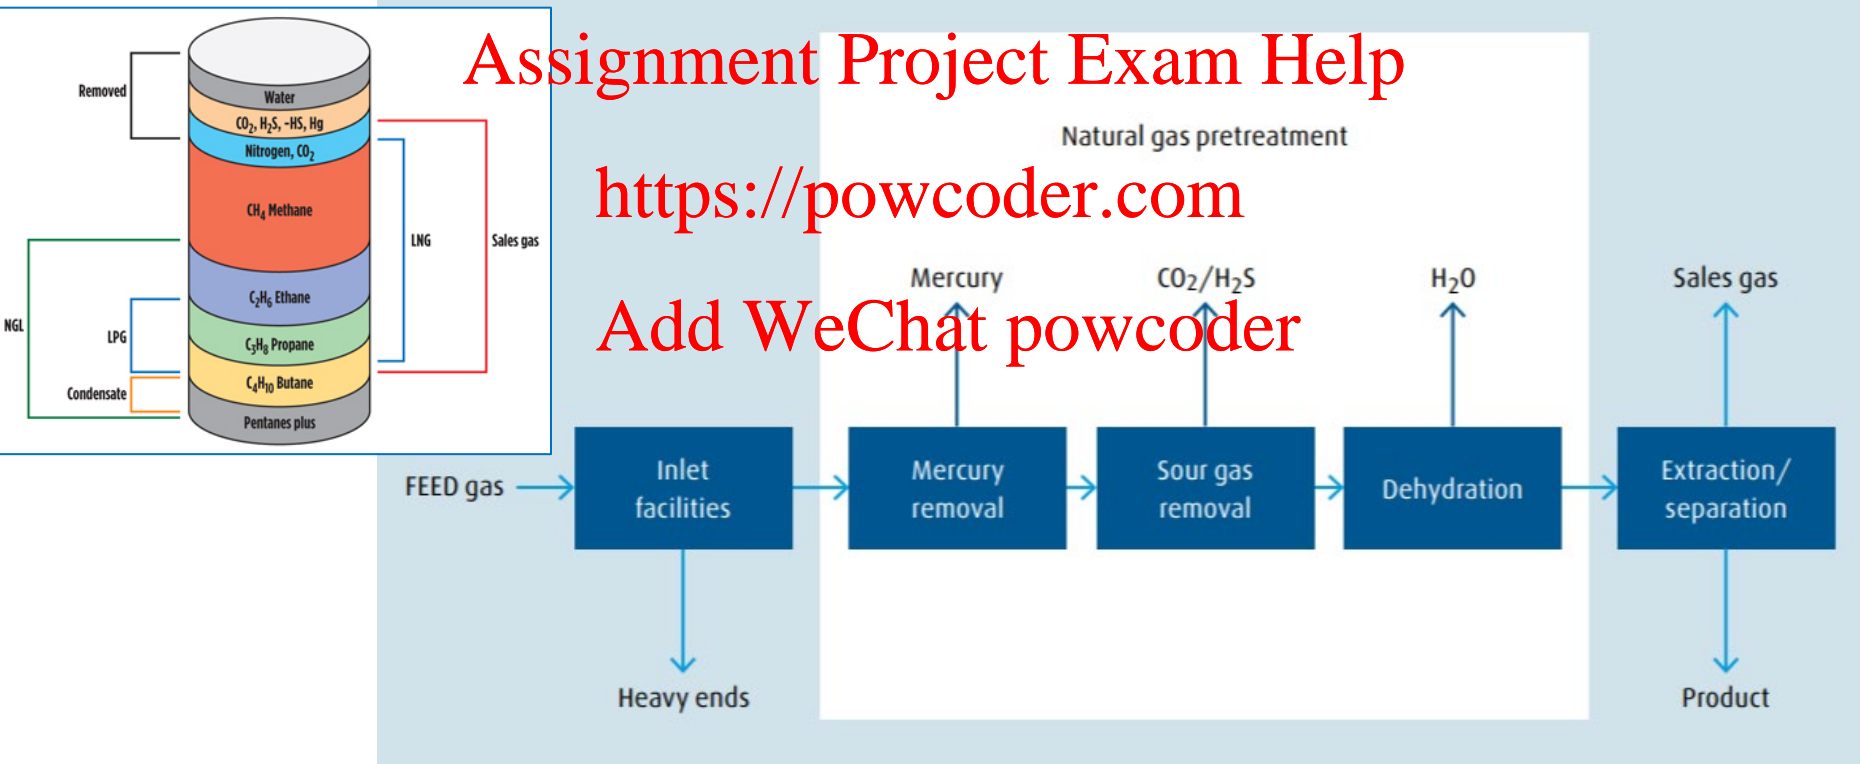 Removed
Water
CO₂, H₂S, -HS, Hg
Nitrogen, CO₂
CH₄ Methane
LNG
Sales gas
C₂H₆ Ethane
NGL
LPG
C₃H₈ Propane
C₄H₁₀ Butane
Condensate
Pentanes plus
Assignment Project Exam Help
Natural gas pretreatment
https://powcoder.com
Mercury
CO₂/H₂S
H₂O
Sales gas
Add WeChat powcoder
FEED gas
Inlet
facilities
Mercury
removal
Sour gas
removal
Dehydration
Extraction/
separation
Heavy ends
Product